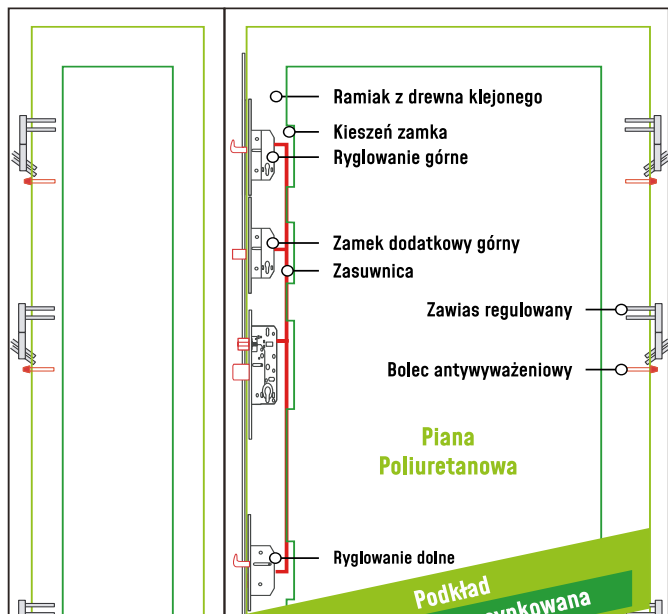 Ramiak z drewna klejonego
Kieszeń zamka
Ryglowanie górne
Zamek dodatkowy górny
Zasuwnica
Zawias regulowany
Bolec antywyważeniowy
Piana
Poliuretanowa
Ryglowanie dolne
Podkład